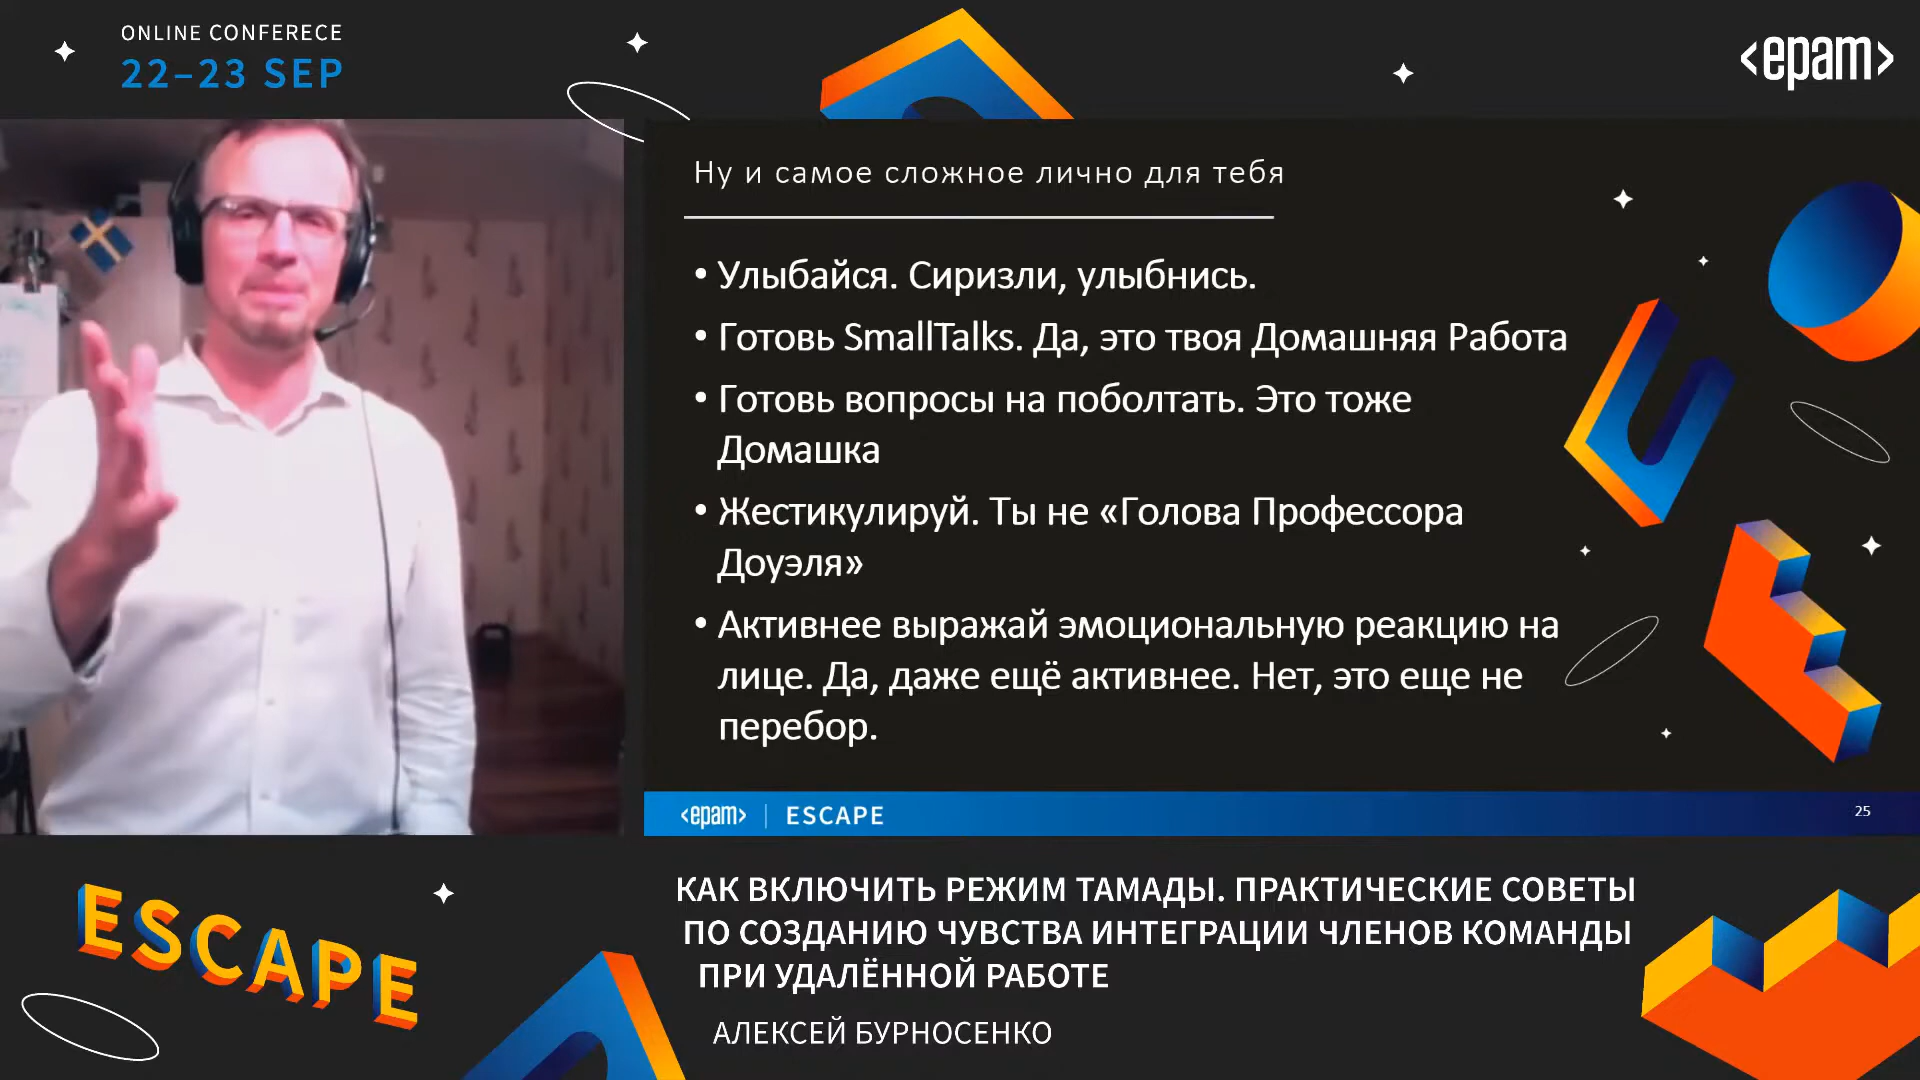 ONLINE CONFERECE
22–23 SEP
<epam>
Ну и самое сложное лично для тебя
• Улыбайся. Сиризли, улыбнись.
• Готовь SmallTalks. Да, это твоя Домашняя Работа
• Готовь вопросы на поболтать. Это тоже
Домашка
• Жестикулируй. Ты не «Голова Профессора
Доуэля»
• Активнее выражай эмоциональную реакцию на
лице. Да, даже ещё активнее. Нет, это еще не
перебор.
<epam> | ESCAPE
25
ESCAPE
КАК ВКЛЮЧИТЬ РЕЖИМ ТАМАДЫ. ПРАКТИЧЕСКИЕ СОВЕТЫ
ПО СОЗДАНИЮ ЧУВСТВА ИНТЕГРАЦИИ ЧЛЕНОВ КОМАНДЫ
ПРИ УДАЛЁННОЙ РАБОТЕ
АЛЕКСЕЙ БУРНОСЕНКО